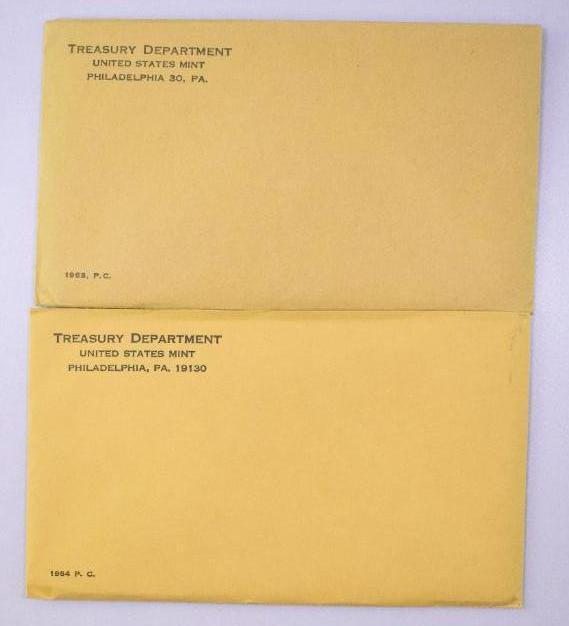 TREASURY DEPARTMENT
UNITED STATES MINT
PHILADELPHIA 30, PA.
1963, P.C.
TREASURY DEPARTMENT
UNITED STATES MINT
PHILADELPHIA, PA. 19130
1964 P. C.